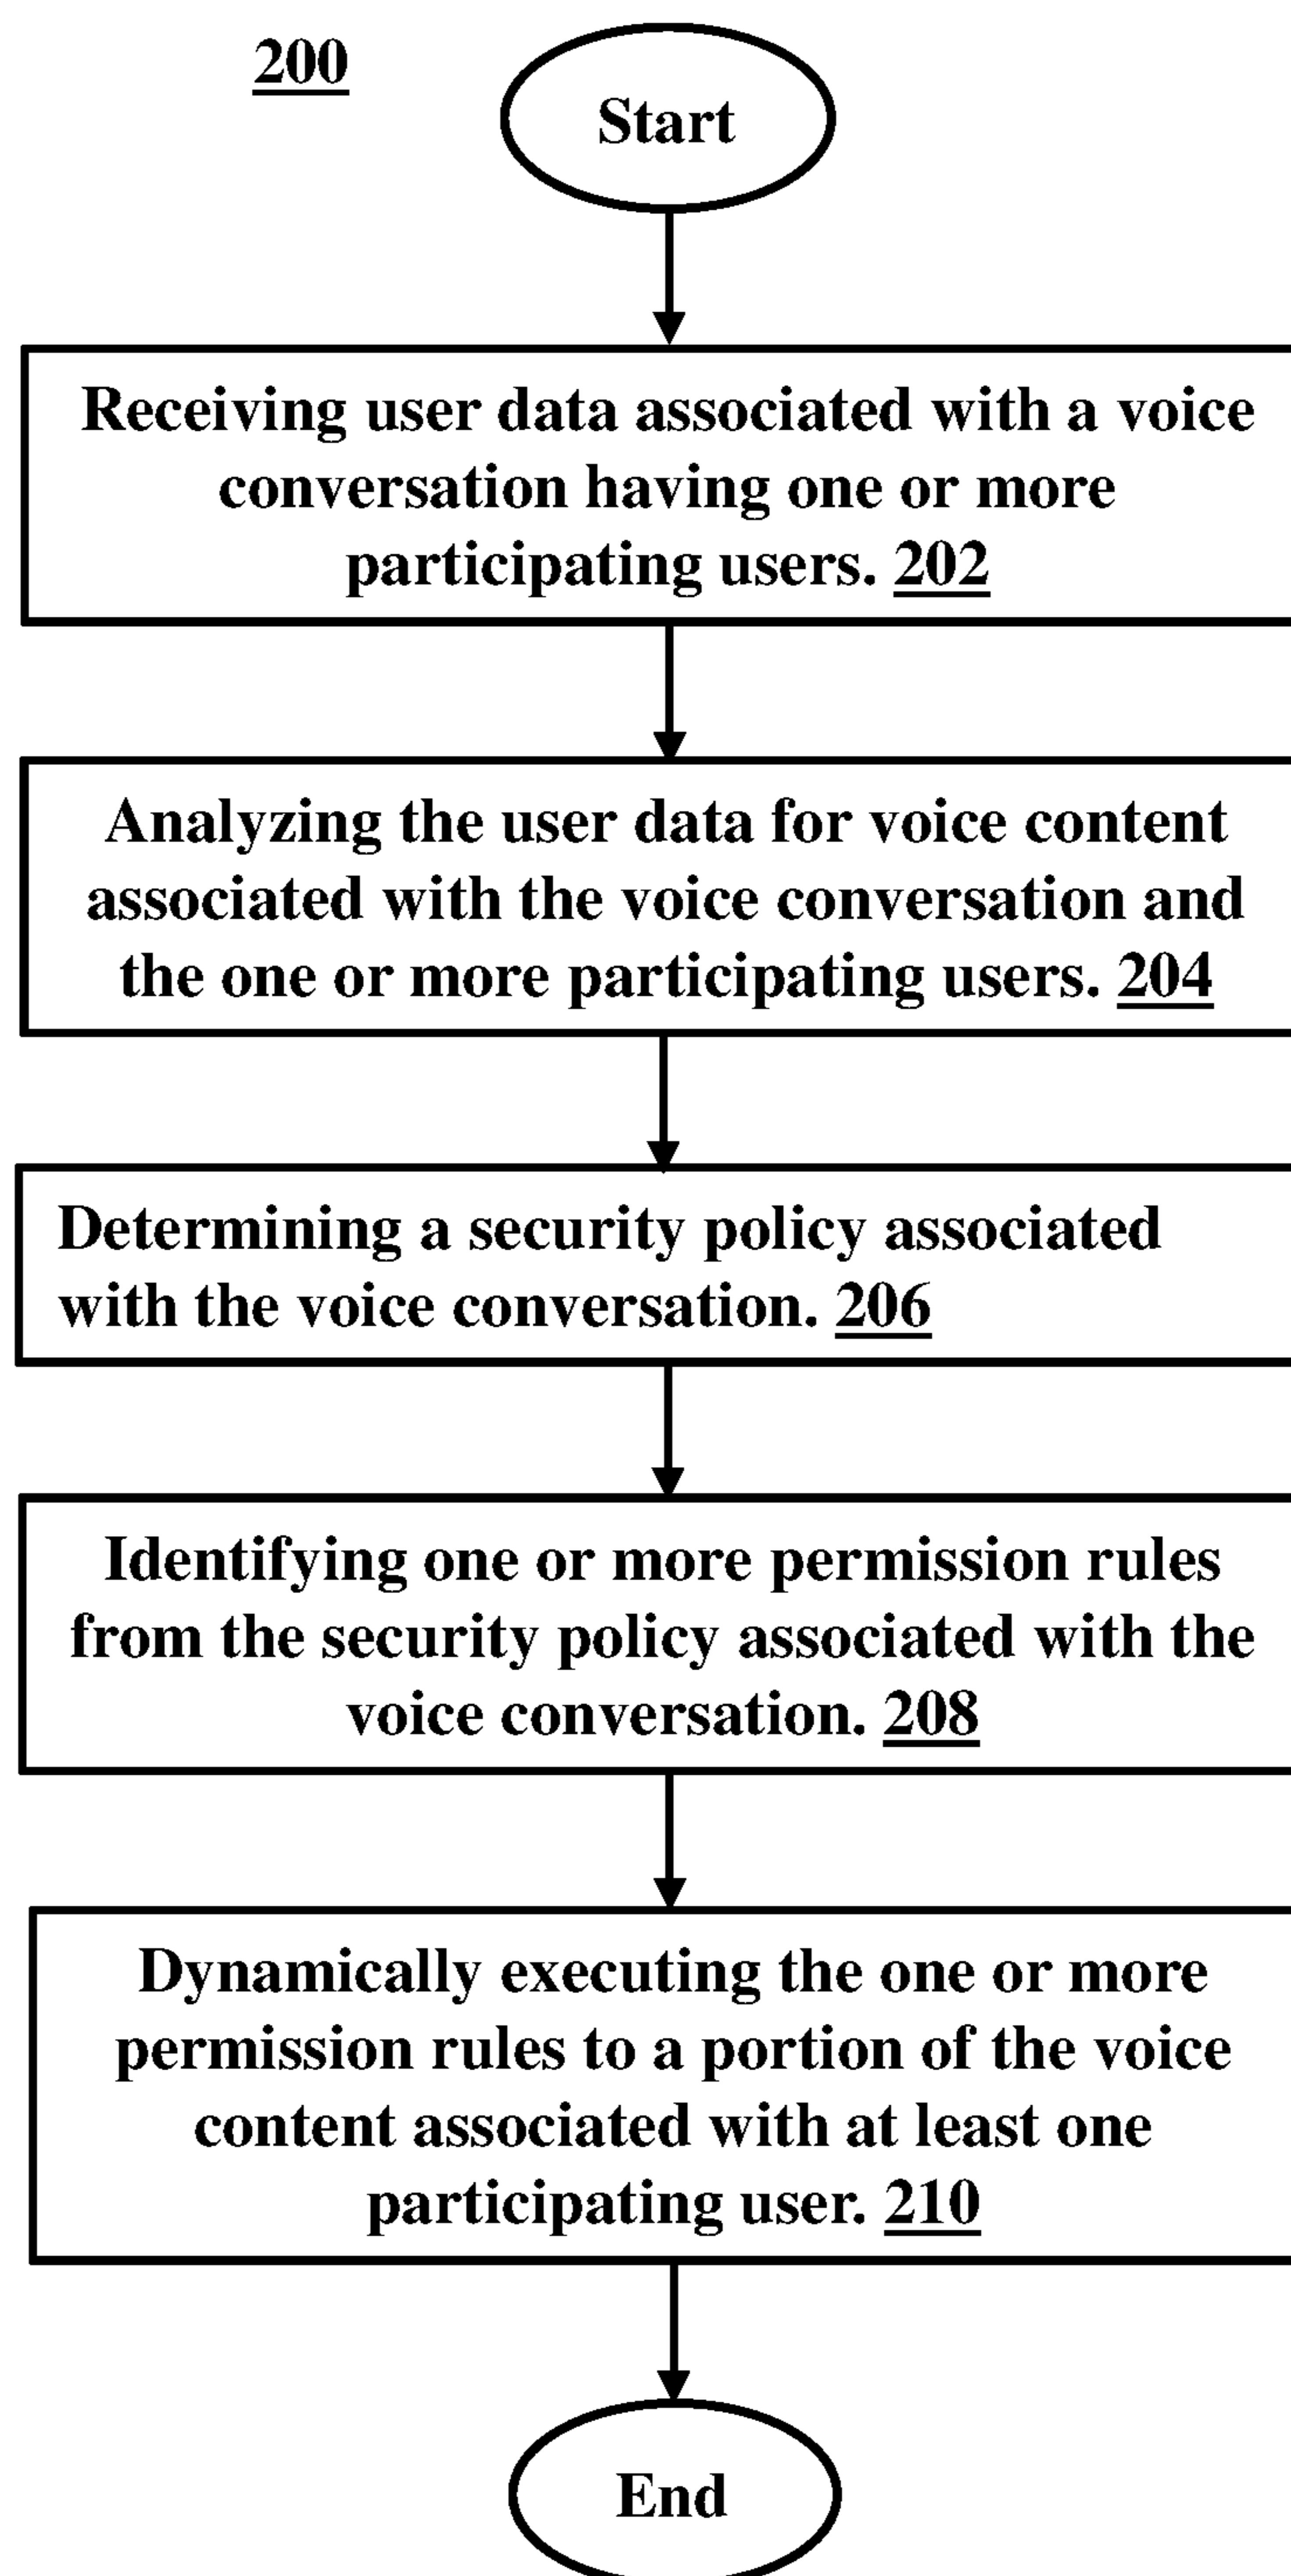 200
Start
Receiving user data associated with a voice
conversation having one or more
participating users. 202
Analyzing the user data for voice content
associated with the voice conversation and
the one or more participating users. 204
Determining a security policy associated
with the voice conversation. 206
Identifying one or more permission rules
from the security policy associated with the
voice conversation. 208
Dynamically executing the one or more
permission rules to a portion of the voice
content associated with at least one
participating user. 210
End